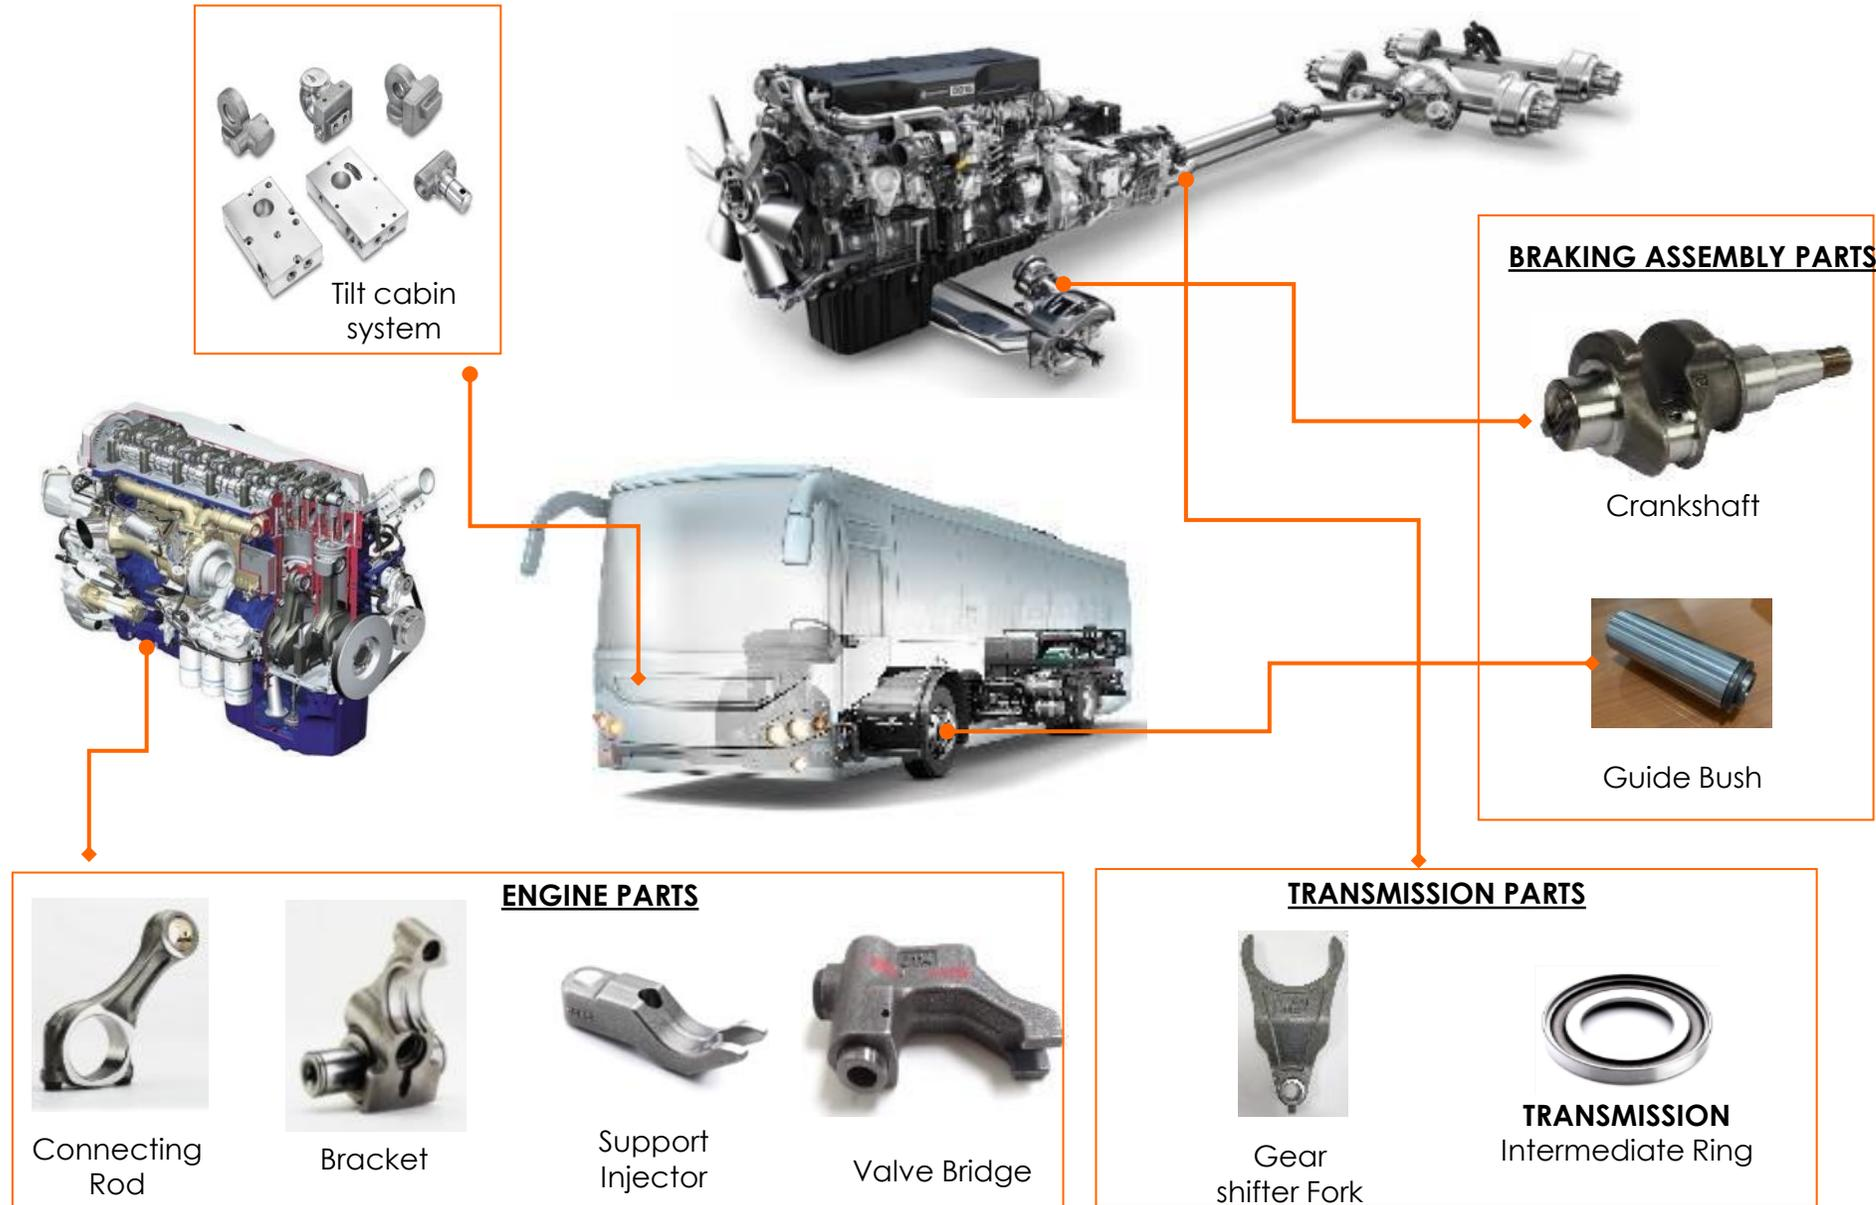 Tilt cabin
system
BRAKING ASSEMBLY PARTS
Crankshaft
Guide Bush
ENGINE PARTS
Connecting
Rod
Bracket
Support
Injector
Valve Bridge
TRANSMISSION PARTS
Gear
shifter Fork
TRANSMISSION
Intermediate Ring